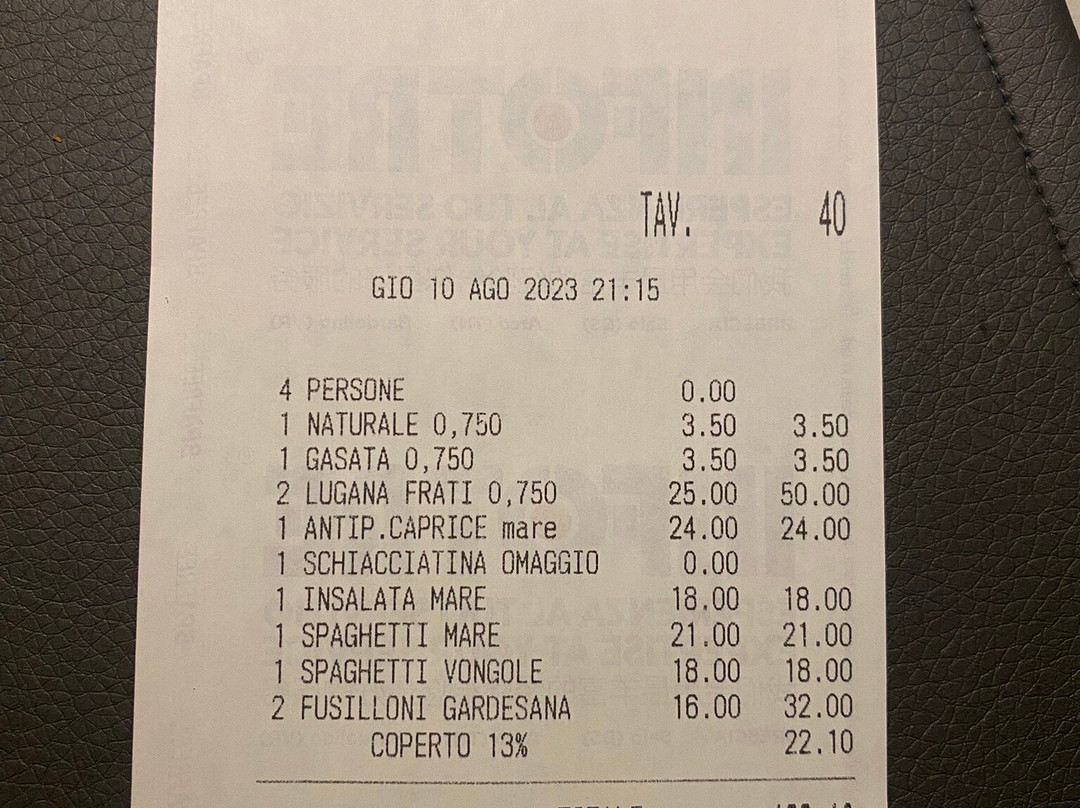 TAV. 40
GIO 10 AGO 2023 21:15
4 PERSONE 0.00
1 NATURALE 0,750 3.50 3.50
1 GASATA 0,750 3.50 3.50
2 LUGANA FRATI 0,750 25.00 50.00
1 ANTIP.CAPRICE mare 24.00 24.00
1 SCHIACCIATINA OMAGGIO 0.00
1 INSALATA MARE 18.00 18.00
1 SPAGHETTI MARE 21.00 21.00
1 SPAGHETTI VONGOLE 18.00 18.00
2 FUSILLONI GARDESANA 16.00 32.00
COPERTO 13% 22.10